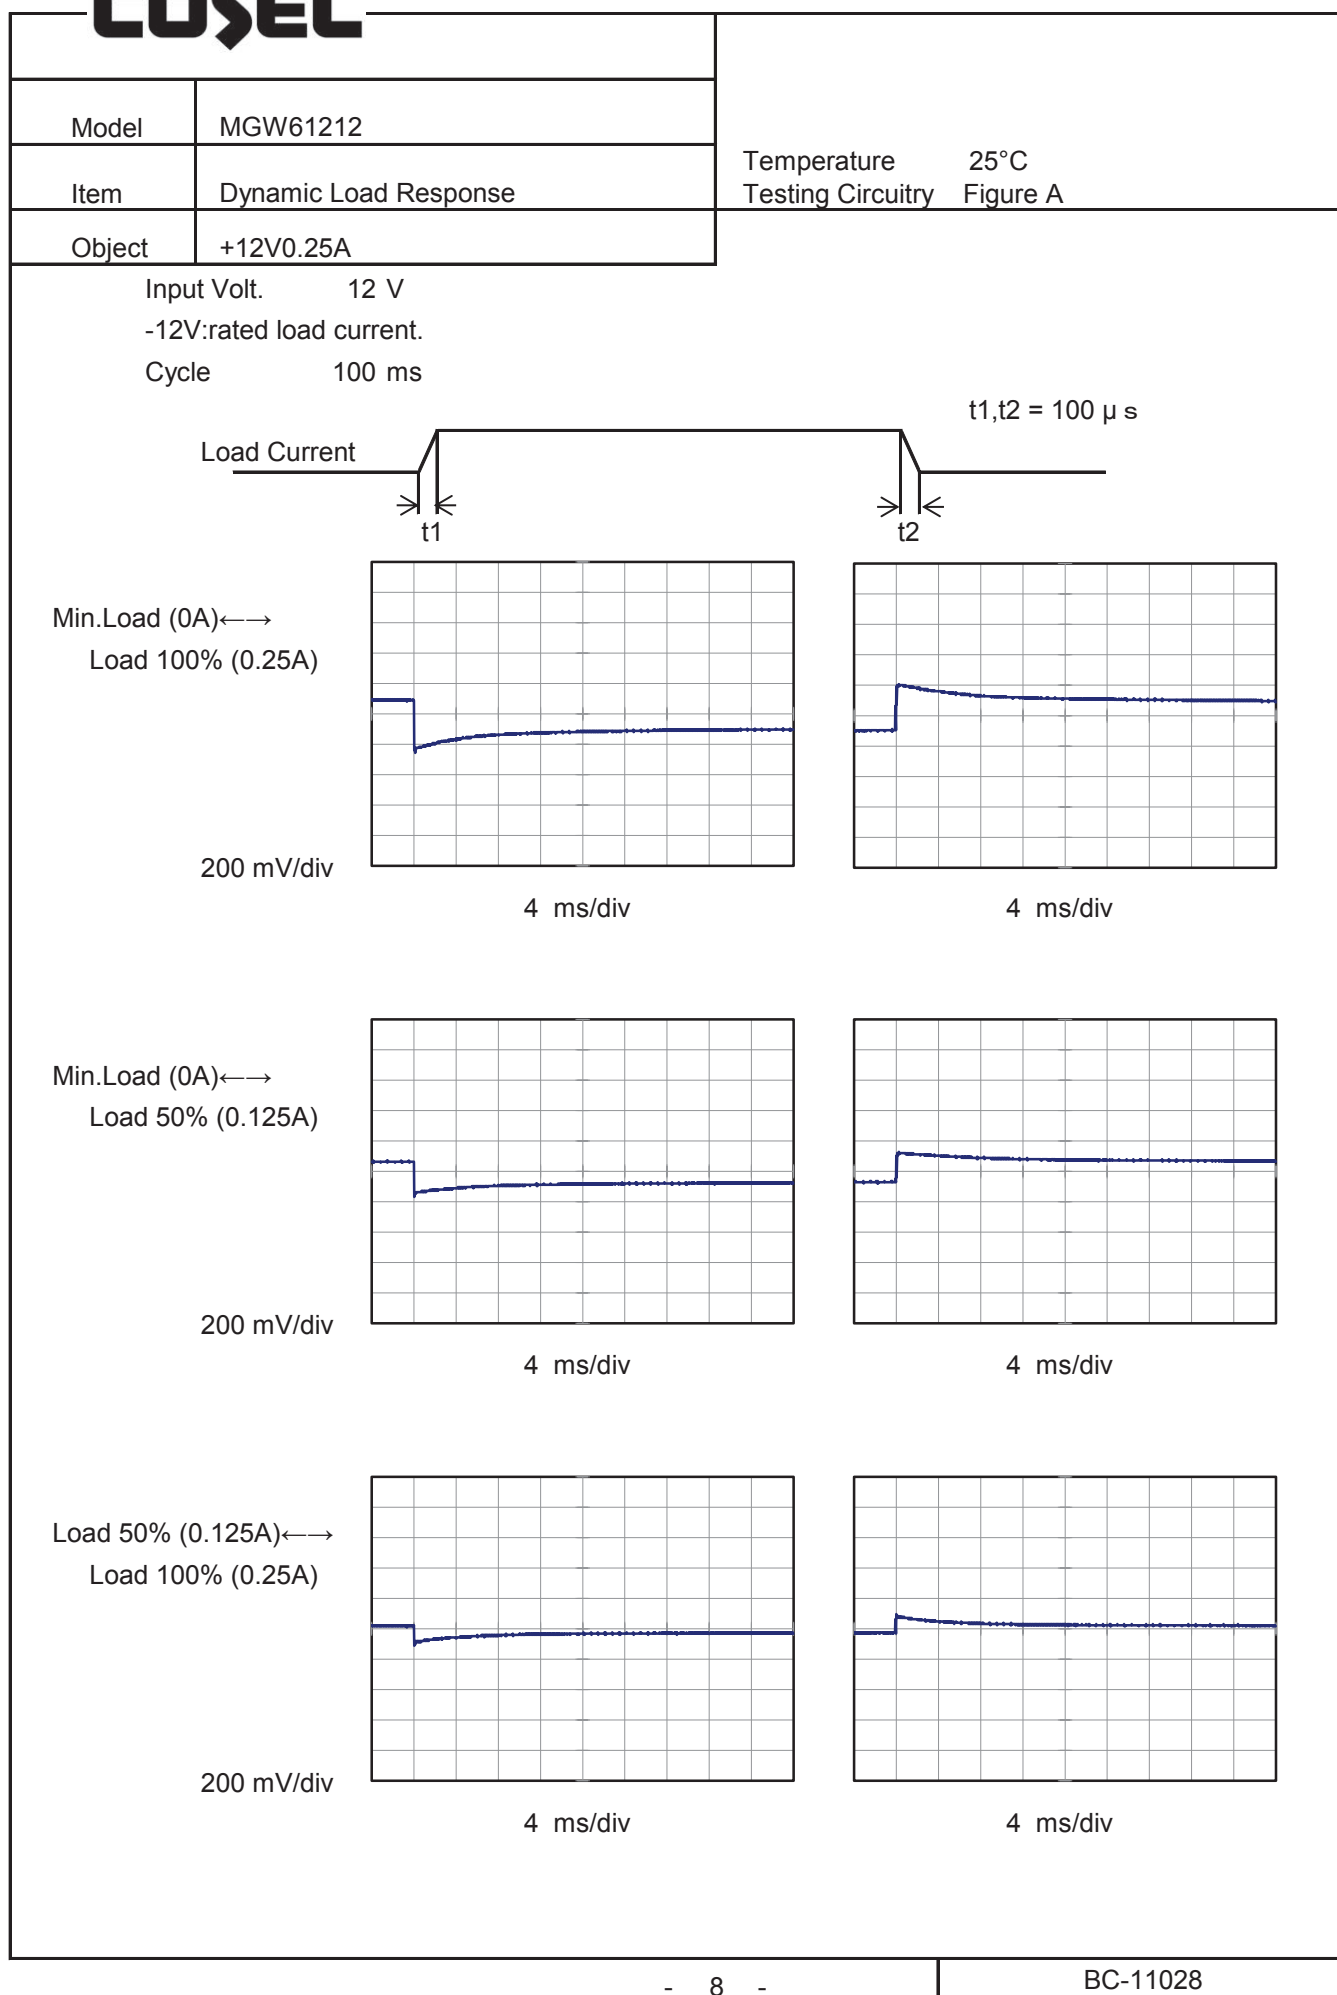 COSEL
Model MGW61212
Item Dynamic Load Response
Temperature 25°C
Testing Circuitry Figure A
Object +12V0.25A
Input Volt. 12 V
-12V:rated load current.
Cycle 100 ms
t1,t2 = 100 μ s
Load Current
t1 t2
Min.Load (0A)←→
Load 100% (0.25A)
200 mV/div
4 ms/div 4 ms/div
Min.Load (0A)←→
Load 50% (0.125A)
200 mV/div
4 ms/div 4 ms/div
Load 50% (0.125A)←→
Load 100% (0.25A)
200 mV/div
4 ms/div 4 ms/div
- 8 -
BC-11028